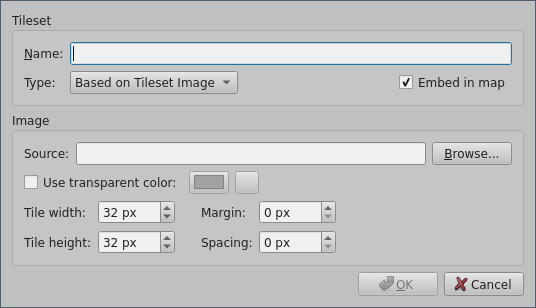 Tileset
Name:
Type: Based on Tileset Image Embed in map
Image
Source: Browse...
Use transparent color:
Tile width: 32 px Margin: 0 px
Tile height: 32 px Spacing: 0 px
OK Cancel